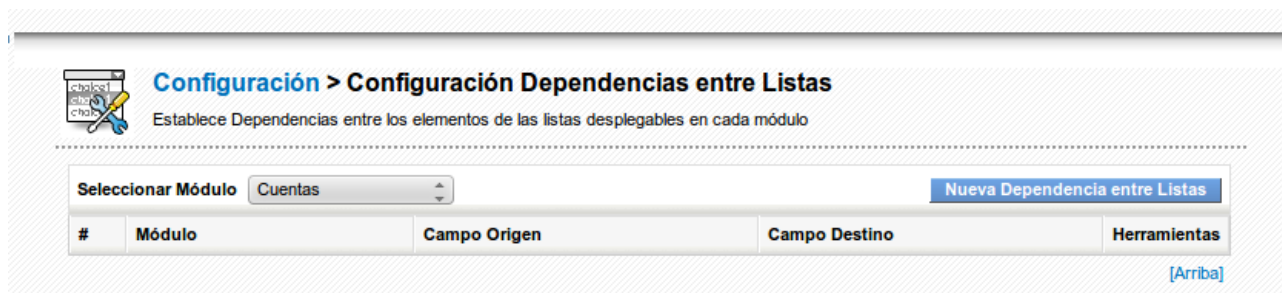 Configuración > Configuración Dependencias entre Listas
Establece Dependencias entre los elementos de las listas desplegables en cada módulo
Seleccionar Módulo Cuentas Nueva Dependencia entre Listas
# Módulo Campo Origen Campo Destino Herramientas
[Arriba]